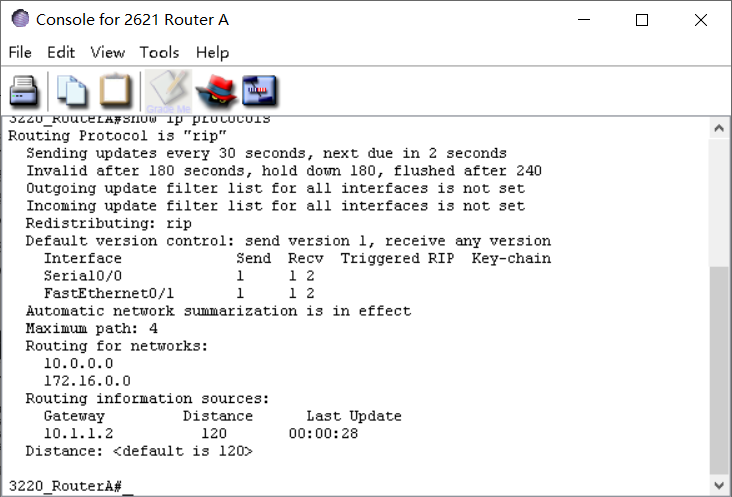 Console for 2621 Router A
File Edit View Tools Help
Grade Me
3220_RouterA#show ip protocols
Routing Protocol is "rip"
Sending updates every 30 seconds, next due in 2 seconds
Invalid after 180 seconds, hold down 180, flushed after 240
Outgoing update filter list for all interfaces is not set
Incoming update filter list for all interfaces is not set
Redistributing: rip
Default version control: send version 1, receive any version
Interface Send Recv Triggered RIP Key-chain
Serial0/0 1 1 2
FastEthernet0/1 1 1 2
Automatic network summarization is in effect
Maximum path: 4
Routing for networks:
10.0.0.0
172.16.0.0
Routing information sources:
Gateway Distance Last Update
10.1.1.2 120 00:00:28
Distance: <default is 120>
3220_RouterA#_